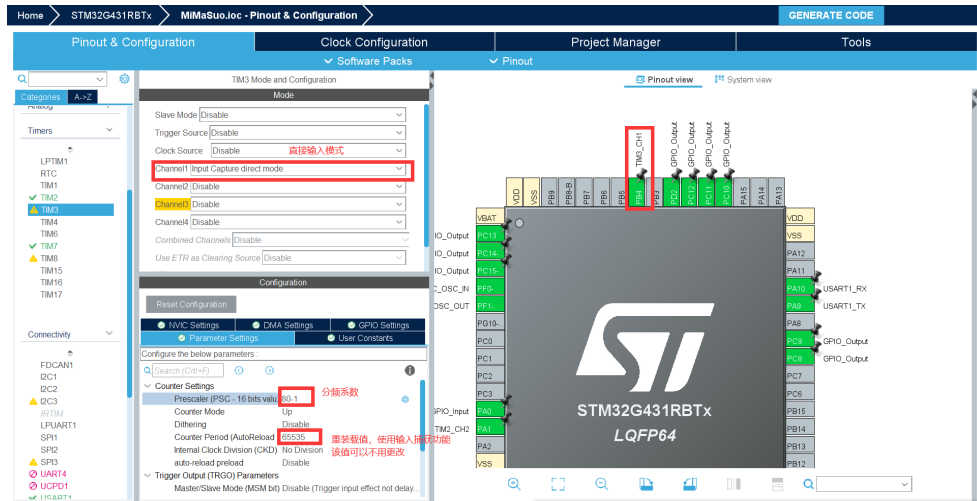 Home
STM32G431RBTx
MiMaSuo.ioc - Pinout & Configuration
GENERATE CODE
Pinout & Configuration
Clock Configuration
Project Manager
Tools
Software Packs
Pinout
Categories
A->Z
Analog
Timers
LPTIM1
RTC
TIM1
TIM2
TIM3
TIM4
TIM6
TIM7
TIM8
TIM15
TIM16
TIM17
Connectivity
FDCAN1
I2C1
I2C2
I2C3
IRTIM
LPUART1
SPI1
SPI2
SPI3
UART4
UCPD1
USART1
TIM3 Mode and Configuration
Mode
Slave Mode Disable
Trigger Source Disable
Clock Source Disable
直接输入模式
Channel1 Input Capture direct mode
Channel2 Disable
Channel3 Disable
Channel4 Disable
Combined Channels Disable
Use ETR as Clearing Source Disable
Configuration
Reset Configuration
NVIC Settings
DMA Settings
GPIO Settings
Parameter Settings
User Constants
Configure the below parameters :
Search (Ctrl+F)
Counter Settings
Prescaler (PSC - 16 bits valu... 80-1
分频系数
Counter Mode Up
Dithering Disable
Counter Period (AutoReload 65535
重装载值，使用输入捕获功能
该值可以不用更改
Internal Clock Division (CKD) No Division
auto-reload preload Disable
Trigger Output (TRGO) Parameters
Master/Slave Mode (MSM bit) Disable (Trigger input effect not delay...
Pinout view
System view
TIM3_CH1
GPIO_Output
GPIO_Output
GPIO_Output
GPIO_Output
VDD
VSS
PB9
PB8-B
PB7
PB6
PB5
PB4
PB3
PD2
PC12
PC11
PC10
PA15
PA14
PA13
VBAT
IO_Output PC13
IO_Output PC14-
IO_Output PC15-
C_OSC_IN PF0-
OSC_OUT PF1-
PG10-
PC0
PC1
PC2
PC3
GPIO_Input PA0
TIM2_CH2 PA1
PA2
VSS
VDD
VSS
PA12
PA11
PA10 USART1_RX
PA9 USART1_TX
PA8
PC9 GPIO_Output
PC8 GPIO_Output
PC7
PC6
PB15
PB14
PB13
PB12
STM32G431RBTx
LQFP64